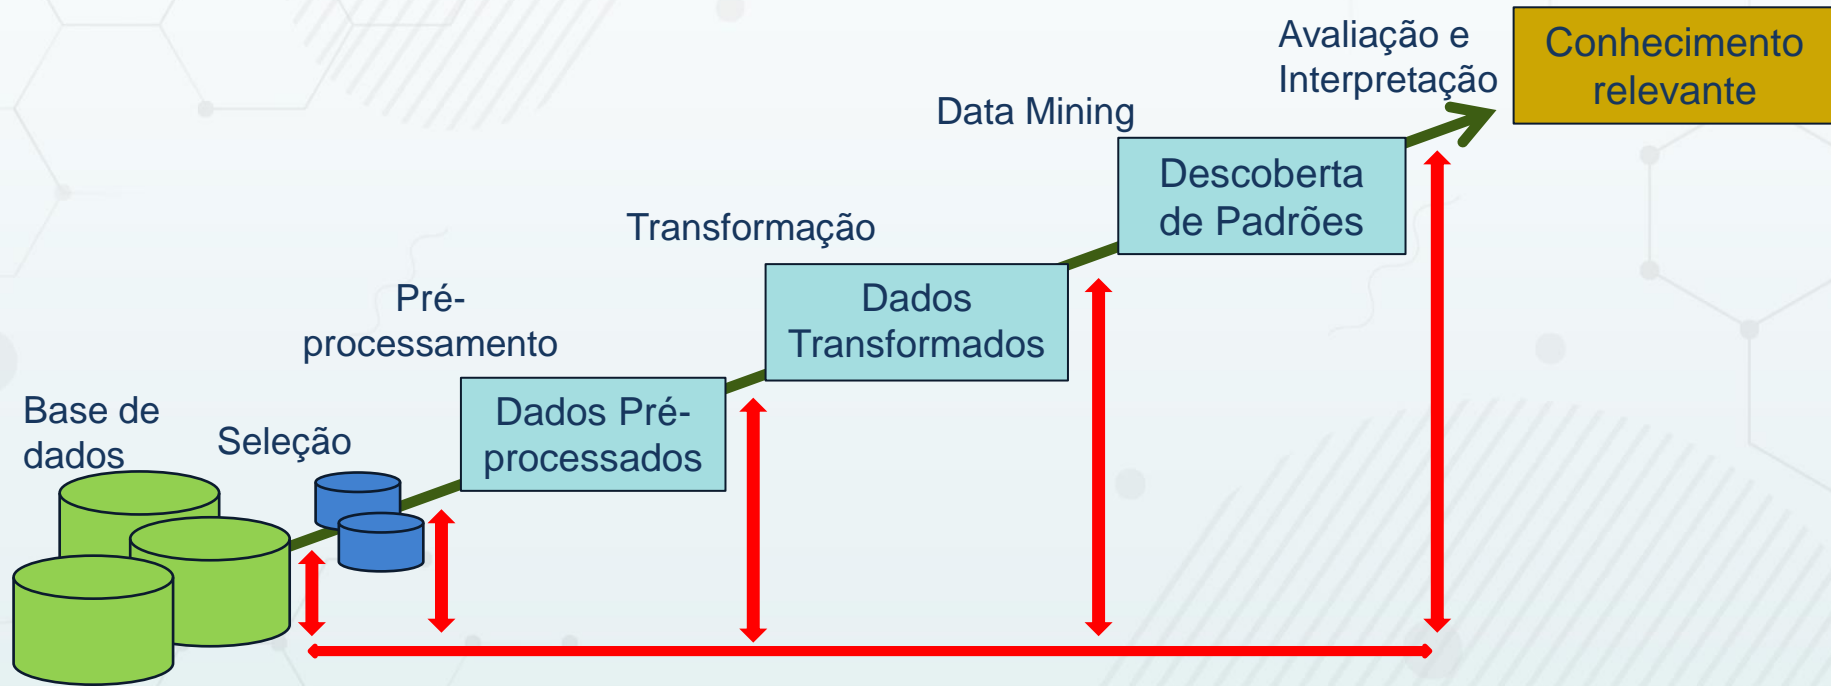 Base de
dados
Seleção
Pré-
processamento
Dados Pré-
processados
Transformação
Dados
Transformados
Data Mining
Descoberta
de Padrões
Avaliação e
Interpretação
Conhecimento
relevante